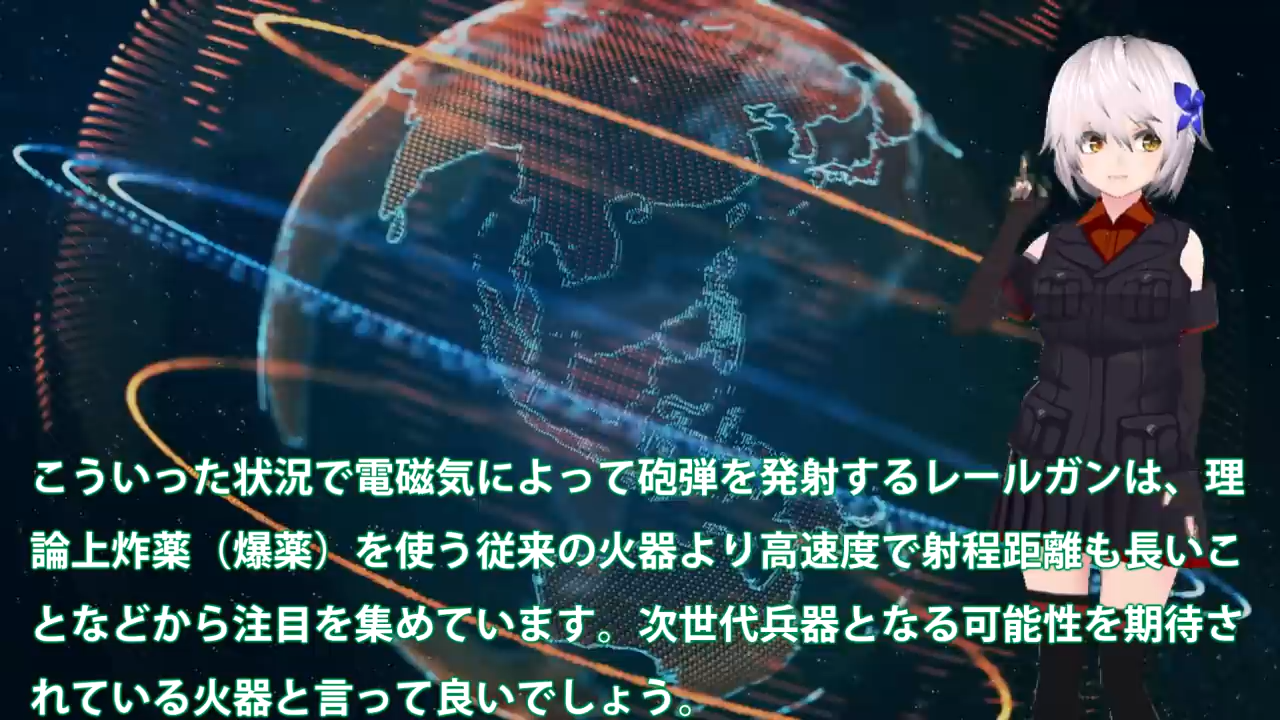 こういった状況で電磁気によって砲弾を発射するレールガンは、理
論上炸薬（爆薬）を使う従来の火器より高速度で射程距離も長いこ
となどから注目を集めています。次世代兵器となる可能性を期待さ
れている火器と言って良いでしょう。